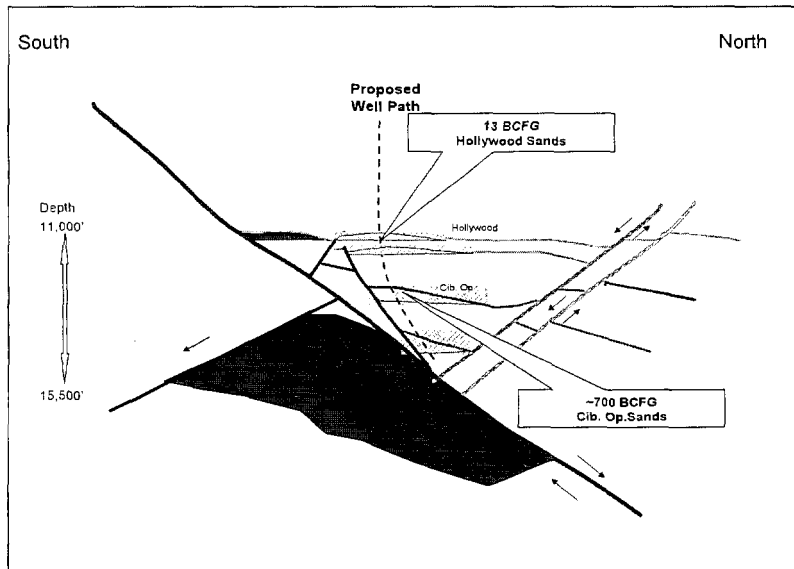 South
North
Proposed
Well Path
13 BCFG
Hollywood Sands
Depth
11,000'
Hollywood
Cib. Op.
15,500'
~700 BCFG
Cib. Op.Sands